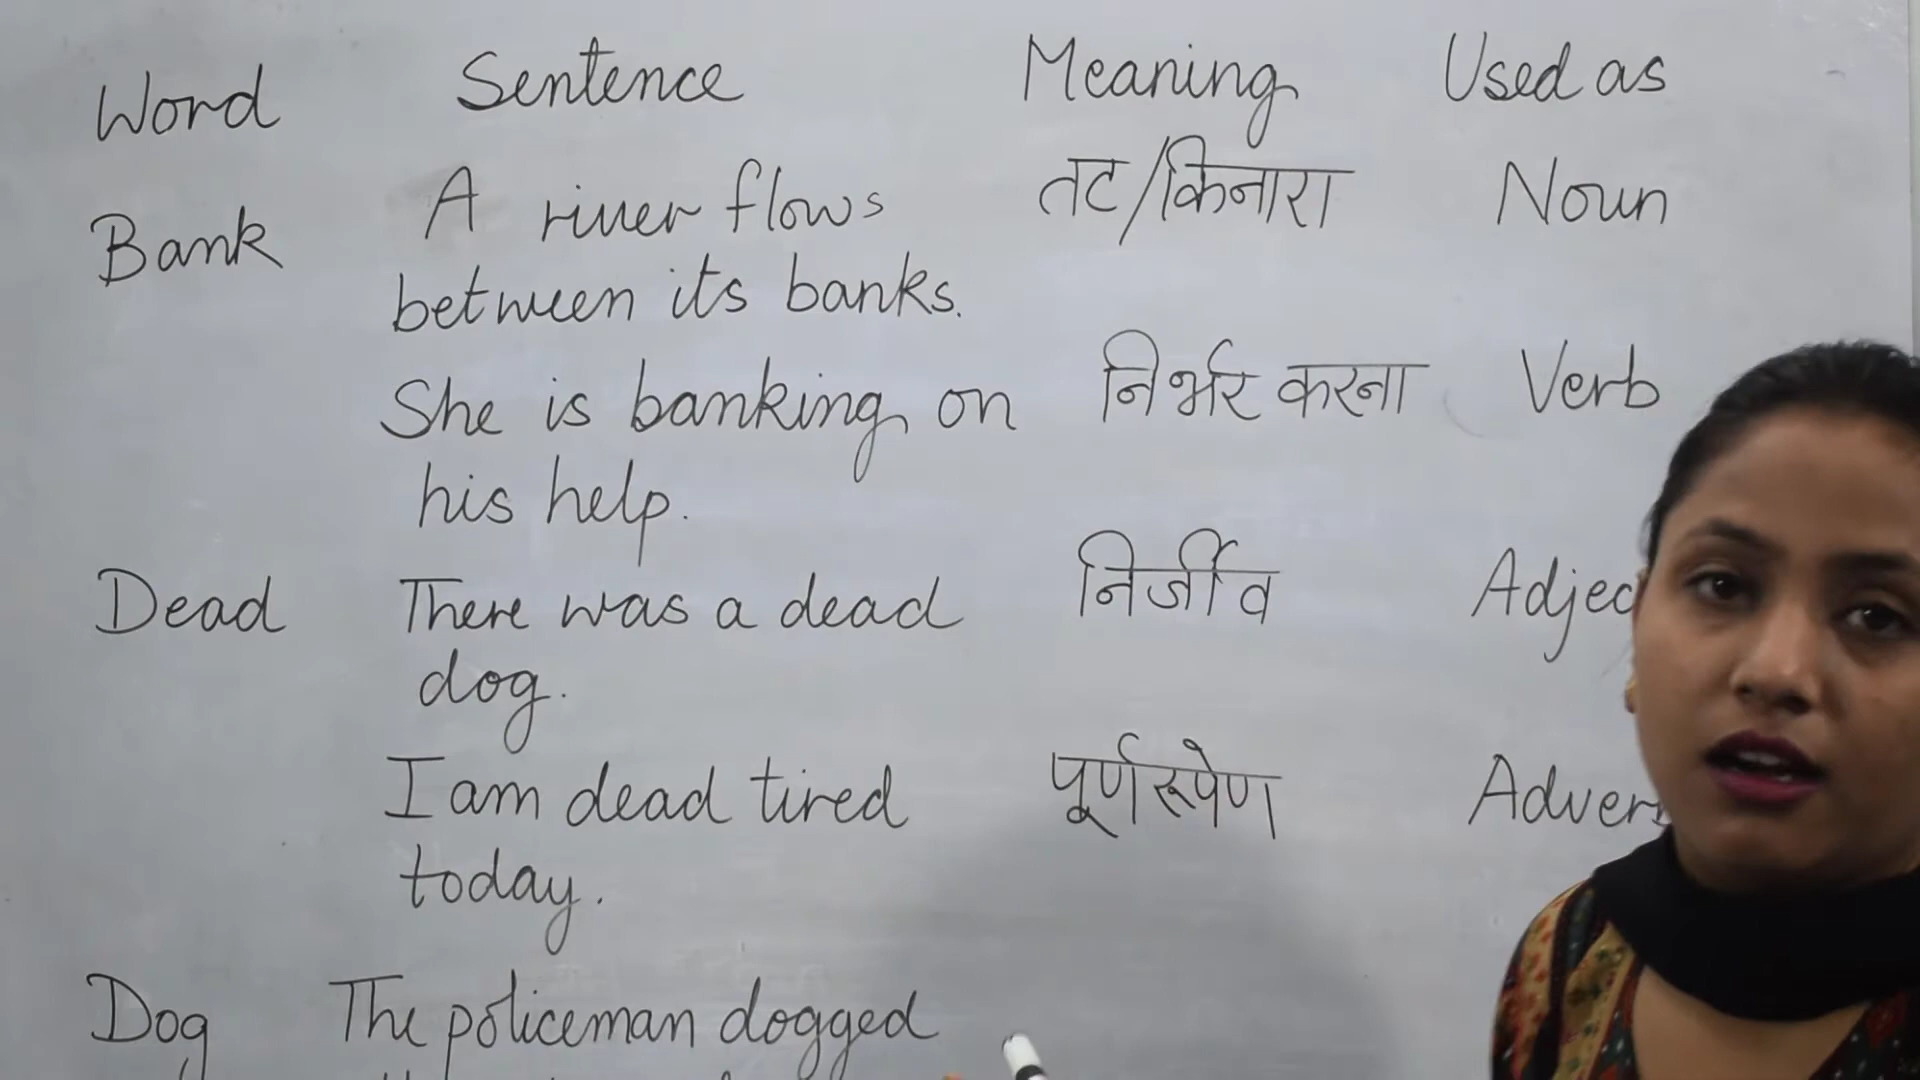 Word Sentence Meaning Used as
Bank A river flows तट/किनारा Noun
between its banks.
She is banking on निर्भर करना Verb
his help.
Dead There was a dead निर्जीव Adjec
dog.
I am dead tired पूर्णरूपेण Adver
today.
Dog The policeman dogged